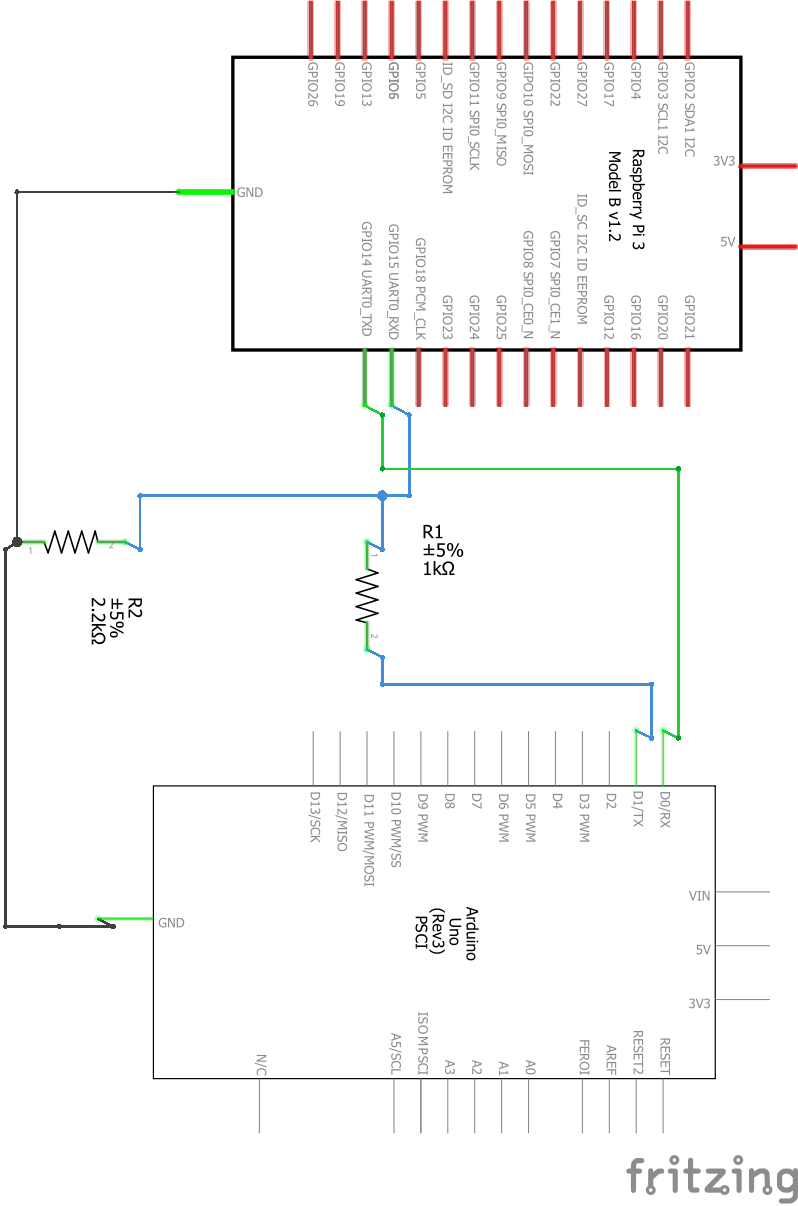 GPIO26
GPIO19
GPIO13
GPIO6
GPIO5
ID_SD I2C ID EEPROM
GPIO11 SPI0_SCLK
GPIO9 SPI0_MISO
GIPO10 SPI0_MOSI
GPIO22
GPIO27
GPIO17
GPIO4
GPIO3 SCL1 I2C
GPIO2 SDA1 I2C
Raspberry Pi 3
Model B v1.2
3V3
5V
GND
GPIO14 UART0_TXD
GPIO15 UART0_RXD
GPIO18 PCM_CLK
GPIO23
GPIO24
GPIO25
GPIO8 SPI0_CE0_N
GPIO7 SPI0_CE1_N
ID_SC I2C ID EEPROM
GPIO12
GPIO16
GPIO20
GPIO21
R1
±5%
1kΩ
1
2
1
2
R2
±5%
2.2kΩ
D13/SCK
D12/MISO
D11 PWM/MOSI
D10 PWM/SS
D9 PWM
D8
D7
D6 PWM
D5 PWM
D4
D3 PWM
D2
D1/TX
D0/RX
Arduino
Uno
(Rev3)
PSCI
GND
VIN
5V
3V3
N/C
A5/SCL
ISO MPSCI
A3
A2
A1
A0
FEROI
AREF
RESET2
RESET
fritzing